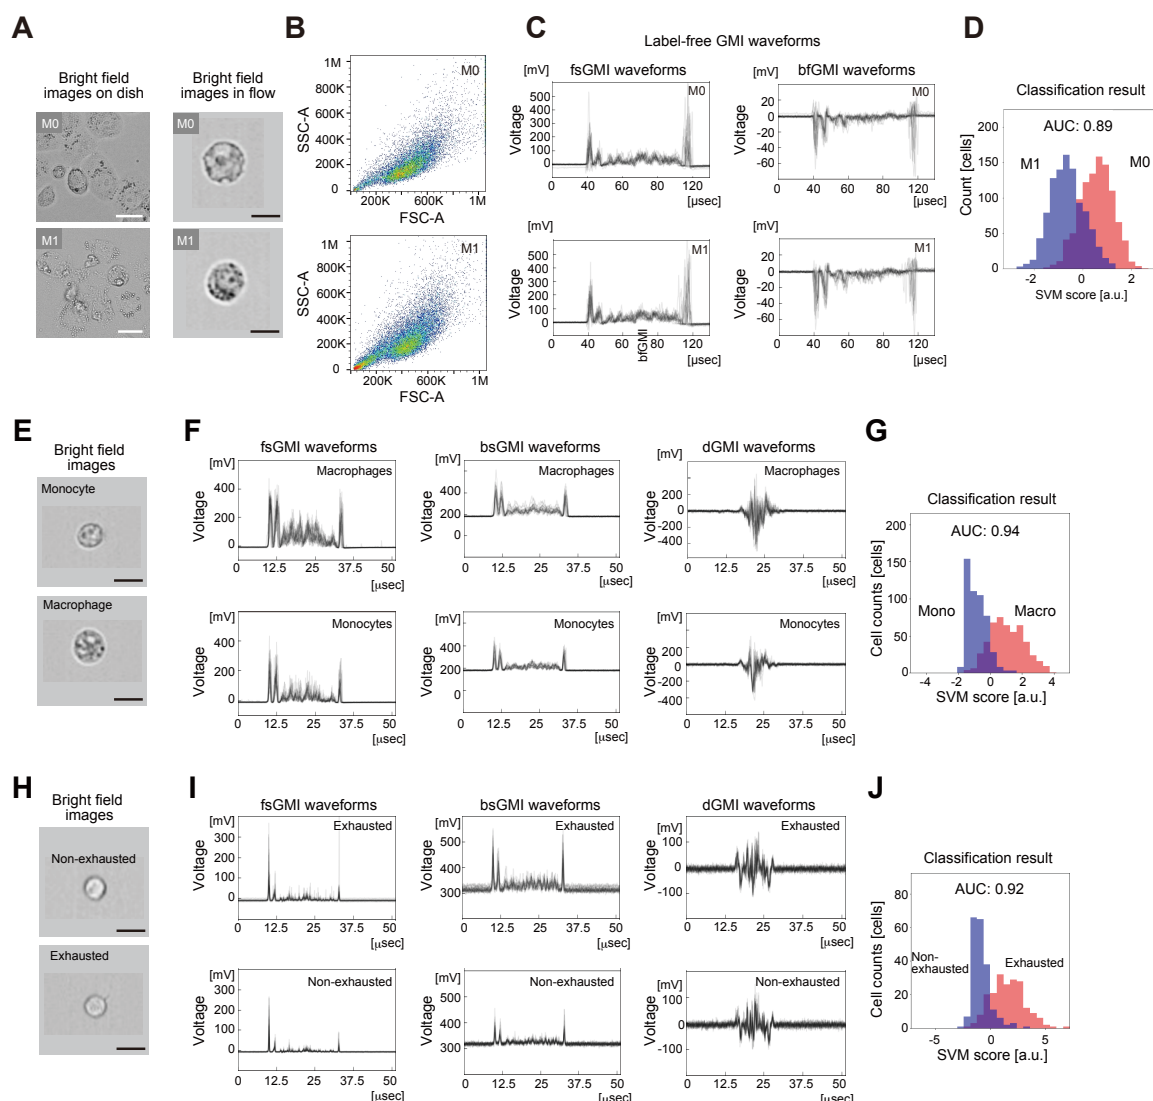 A
Bright field
images on dish
Bright field
images in flow
M0
M0
M1
M1
B
1M
800K
600K
400K
200K
0
SSC-A
M0
200K
600K
1M
FSC-A
1M
800K
600K
400K
200K
0
SSC-A
M1
200K
600K
1M
FSC-A
C
Label-free GMI waveforms
fsGMI waveforms
bfGMI waveforms
[mV]
500
400
300
200
100
0
Voltage
M0
0
40
80
120
[μsec]
[mV]
20
0
-20
-40
-60
Voltage
M0
0
40
80
120
[μsec]
[mV]
500
400
300
200
100
0
Voltage
M1
bfGMI
0
40
80
120
[μsec]
[mV]
20
0
-20
-40
-60
Voltage
M1
0
40
80
120
[μsec]
D
Classification result
AUC: 0.89
M1
M0
200
150
100
50
0
Count [cells]
-2
0
2
SVM score [a.u.]
E
Bright field
images
Monocyte
Macrophage
F
fsGMI waveforms
bsGMI waveforms
dGMI waveforms
[mV]
400
200
0
Voltage
Macrophages
0
12.5
25
37.5
50
[μsec]
[mV]
400
200
0
Voltage
Macrophages
0
12.5
25
37.5
50
[μsec]
[mV]
200
0
-200
-400
Voltage
Macrophages
0
12.5
25
37.5
50
[μsec]
[mV]
400
200
0
Voltage
Monocytes
0
12.5
25
37.5
50
[μsec]
[mV]
400
200
0
Voltage
Monocytes
0
12.5
25
37.5
50
[μsec]
[mV]
200
0
-200
-400
Voltage
Monocytes
0
12.5
25
37.5
50
[μsec]
G
Classification result
AUC: 0.94
Mono
Macro
200
150
100
50
0
Cell counts [cells]
-4
-2
0
2
4
SVM score [a.u.]
H
Bright field
images
Non-exhausted
Exhausted
I
fsGMI waveforms
bsGMI waveforms
dGMI waveforms
[mV]
300
200
100
0
Voltage
Exhausted
0
12.5
25
37.5
50
[μsec]
[mV]
500
400
300
Voltage
Exhausted
0
12.5
25
37.5
50
[μsec]
[mV]
100
0
-100
Voltage
Exhausted
0
12.5
25
37.5
50
[μsec]
[mV]
300
200
100
0
Voltage
Non-exhausted
0
12.5
25
37.5
50
[μsec]
[mV]
500
400
300
Voltage
Non-exhausted
0
12.5
25
37.5
50
[μsec]
[mV]
100
0
-100
Voltage
Non-exhausted
0
12.5
25
37.5
50
[μsec]
J
Classification result
AUC: 0.92
Non-
exhausted
Exhausted
80
60
40
20
0
Cell counts [cells]
-5
0
5
SVM score [a.u.]